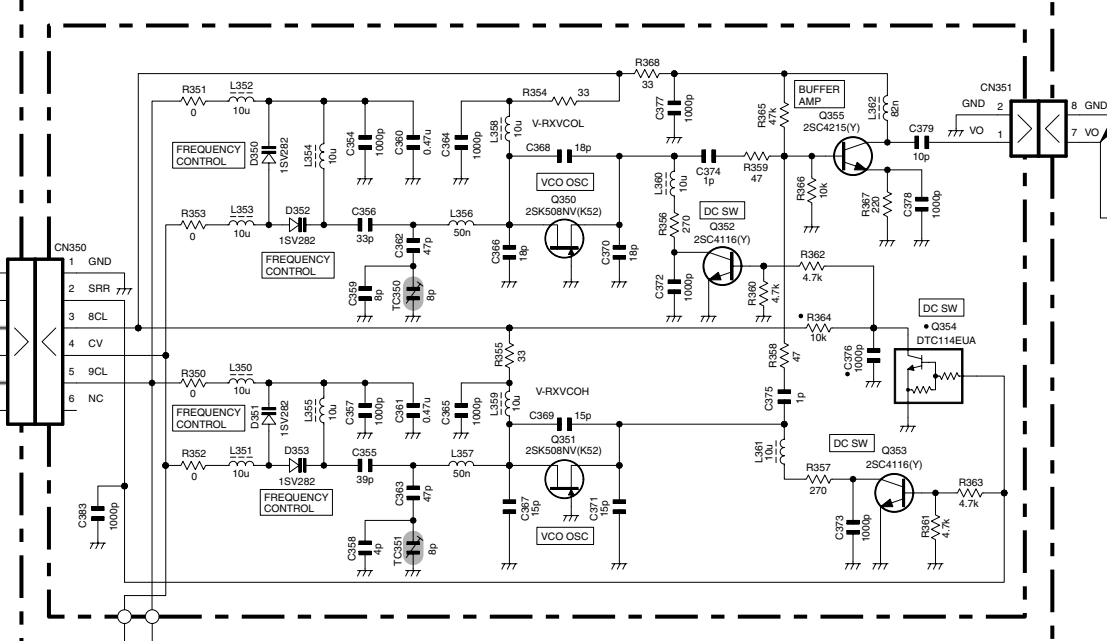 CN350
1 GND
2 SRR
3 8CL
4 CV
5 9CL
6 NC
C383
1000p
R351
0
L352
10u
FREQUENCY
CONTROL
D350
1SV282
L354
10u
C354
1000p
C360
0.47u
C364
1000p
R353
0
L353
10u
D352
1SV282
FREQUENCY
CONTROL
C356
33p
C362
47p
C359
8p
TC350
8p
L356
50n
R354 33
L358
10u
V-RXVCOL
C368 18p
VCO OSC
Q350
2SK508NV(K52)
C366
18p
C370
18p
R368
33
C377
1000p
R365
47k
BUFFER
AMP
Q355
2SC4215(Y)
L362
82n
C379
10p
CN351
GND 2
VO 1
8 GND
7 VO
L360
10u
C374
1p
R359
47
R366
10k
R367
220
C378
1000p
R356
270
DC SW
Q352
2SC4116(Y)
C372
1000p
R360
4.7k
R362
4.7k
R364
10k
C376
1000p
DC SW
Q354
DTC114EUA
R350
0
L350
10u
FREQUENCY
CONTROL
D351
1SV282
L355
10u
C357
1000p
C361
0.47u
C365
1000p
R352
0
L351
10u
D353
1SV282
FREQUENCY
CONTROL
C355
39p
C363
47p
C358
4p
TC351
8p
L357
50n
R355
33
L359
10u
V-RXVCOH
C369 15p
Q351
2SK508NV(K52)
VCO OSC
C367
15p
C371
15p
R358
47
C375
1p
L361
10u
R357
270
DC SW
Q353
2SC4116(Y)
C373
1000p
R361
4.7k
R363
4.7k